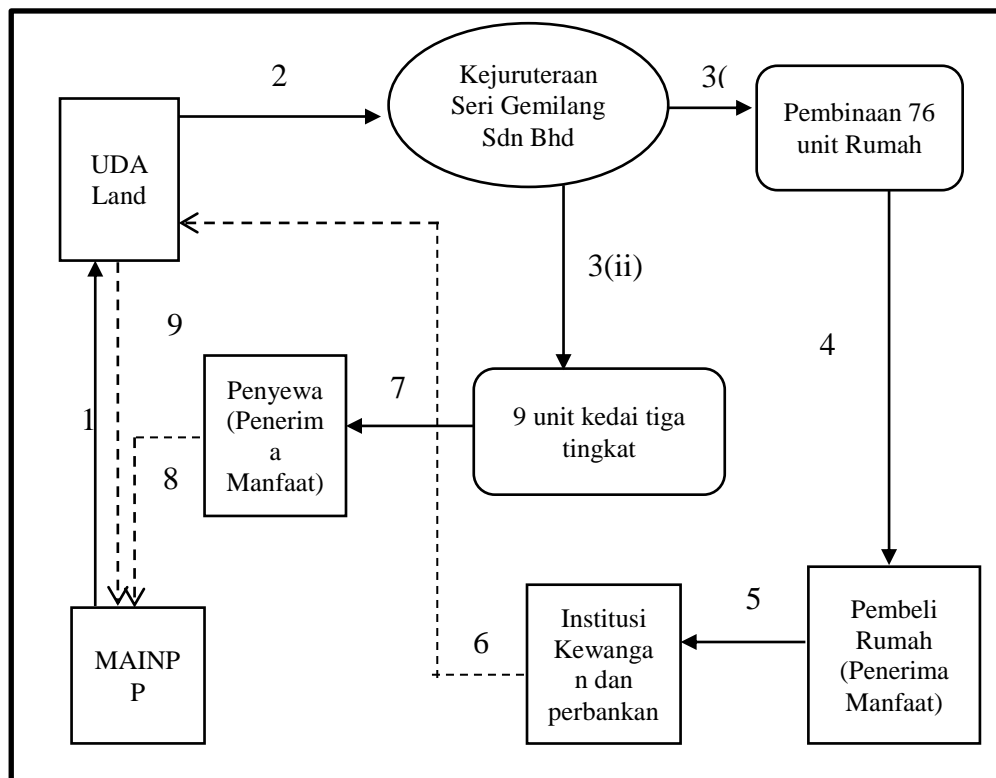 2
Kejuruteraan
Seri Gemilang
Sdn Bhd
3(
Pembinaan 76
unit Rumah
UDA
Land
3(ii)
4
9
1
Penyewa
(Penerim
a
Manfaat)
7
9 unit kedai tiga
tingkat
8
MAINP
P
6
Institusi
Kewanga
n dan
perbankan
5
Pembeli
Rumah
(Penerima
Manfaat)